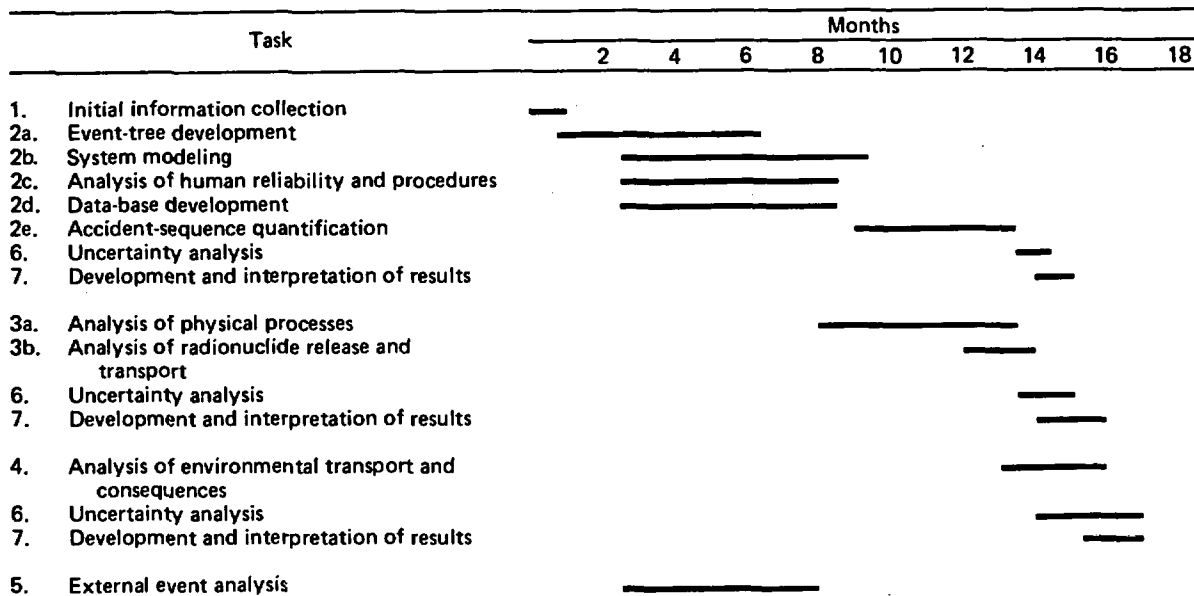 Task Months
2 4 6 8 10 12 14 16 18
1. Initial information collection
2a. Event-tree development
2b. System modeling
2c. Analysis of human reliability and procedures
2d. Data-base development
2e. Accident-sequence quantification
6. Uncertainty analysis
7. Development and interpretation of results
3a. Analysis of physical processes
3b. Analysis of radionuclide release and
transport
6. Uncertainty analysis
7. Development and interpretation of results
4. Analysis of environmental transport and
consequences
6. Uncertainty analysis
7. Development and interpretation of results
5. External event analysis